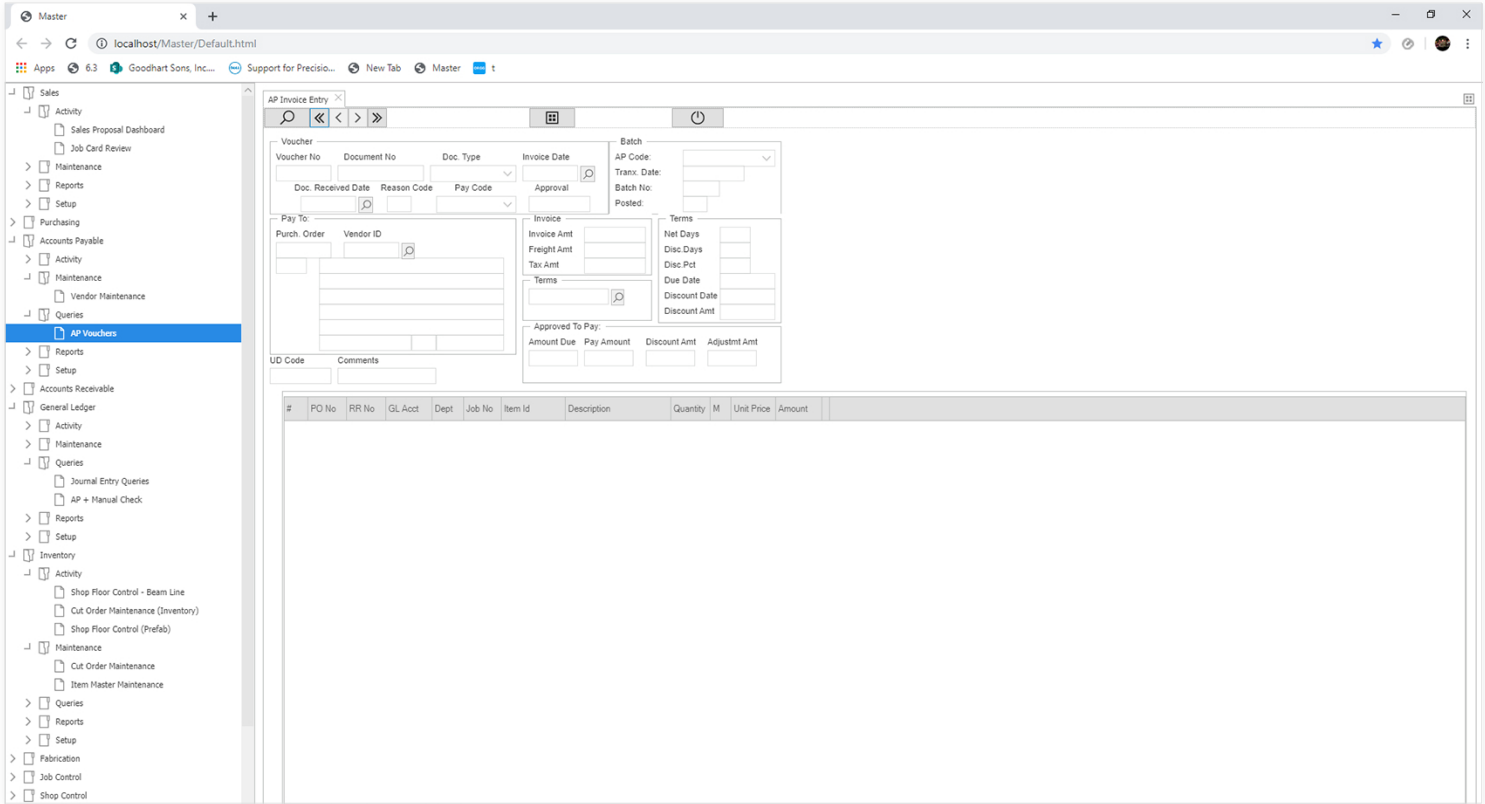 Master
localhost/Master/Default.html
Apps 6.3 Goodhart Sons, Inc.... Support for Precisio... New Tab Master t
Sales
Activity
Sales Proposal Dashboard
Job Card Review
Maintenance
Reports
Setup
Purchasing
Accounts Payable
Activity
Maintenance
Vendor Maintenance
Queries
AP Vouchers
Reports
Setup
Accounts Receivable
General Ledger
Activity
Maintenance
Queries
Journal Entry Queries
AP + Manual Check
Reports
Setup
Inventory
Activity
Shop Floor Control - Beam Line
Cut Order Maintenance (Inventory)
Shop Floor Control (Prefab)
Maintenance
Cut Order Maintenance
Item Master Maintenance
Queries
Reports
Setup
Fabrication
Job Control
Shop Control
AP Invoice Entry
Voucher
Voucher No Document No Doc. Type Invoice Date
Doc. Received Date Reason Code Pay Code Approval
Batch
AP Code:
Tranx. Date:
Batch No:
Posted:
Pay To:
Purch. Order Vendor ID
Invoice
Invoice Amt
Freight Amt
Tax Amt
Terms
Terms
Net Days
Disc.Days
Disc.Pct
Due Date
Discount Date
Discount Amt
Approved To Pay:
Amount Due Pay Amount Discount Amt Adjustmt Amt
UD Code Comments
# PO No RR No GL Acct Dept Job No Item Id Description Quantity M Unit Price Amount